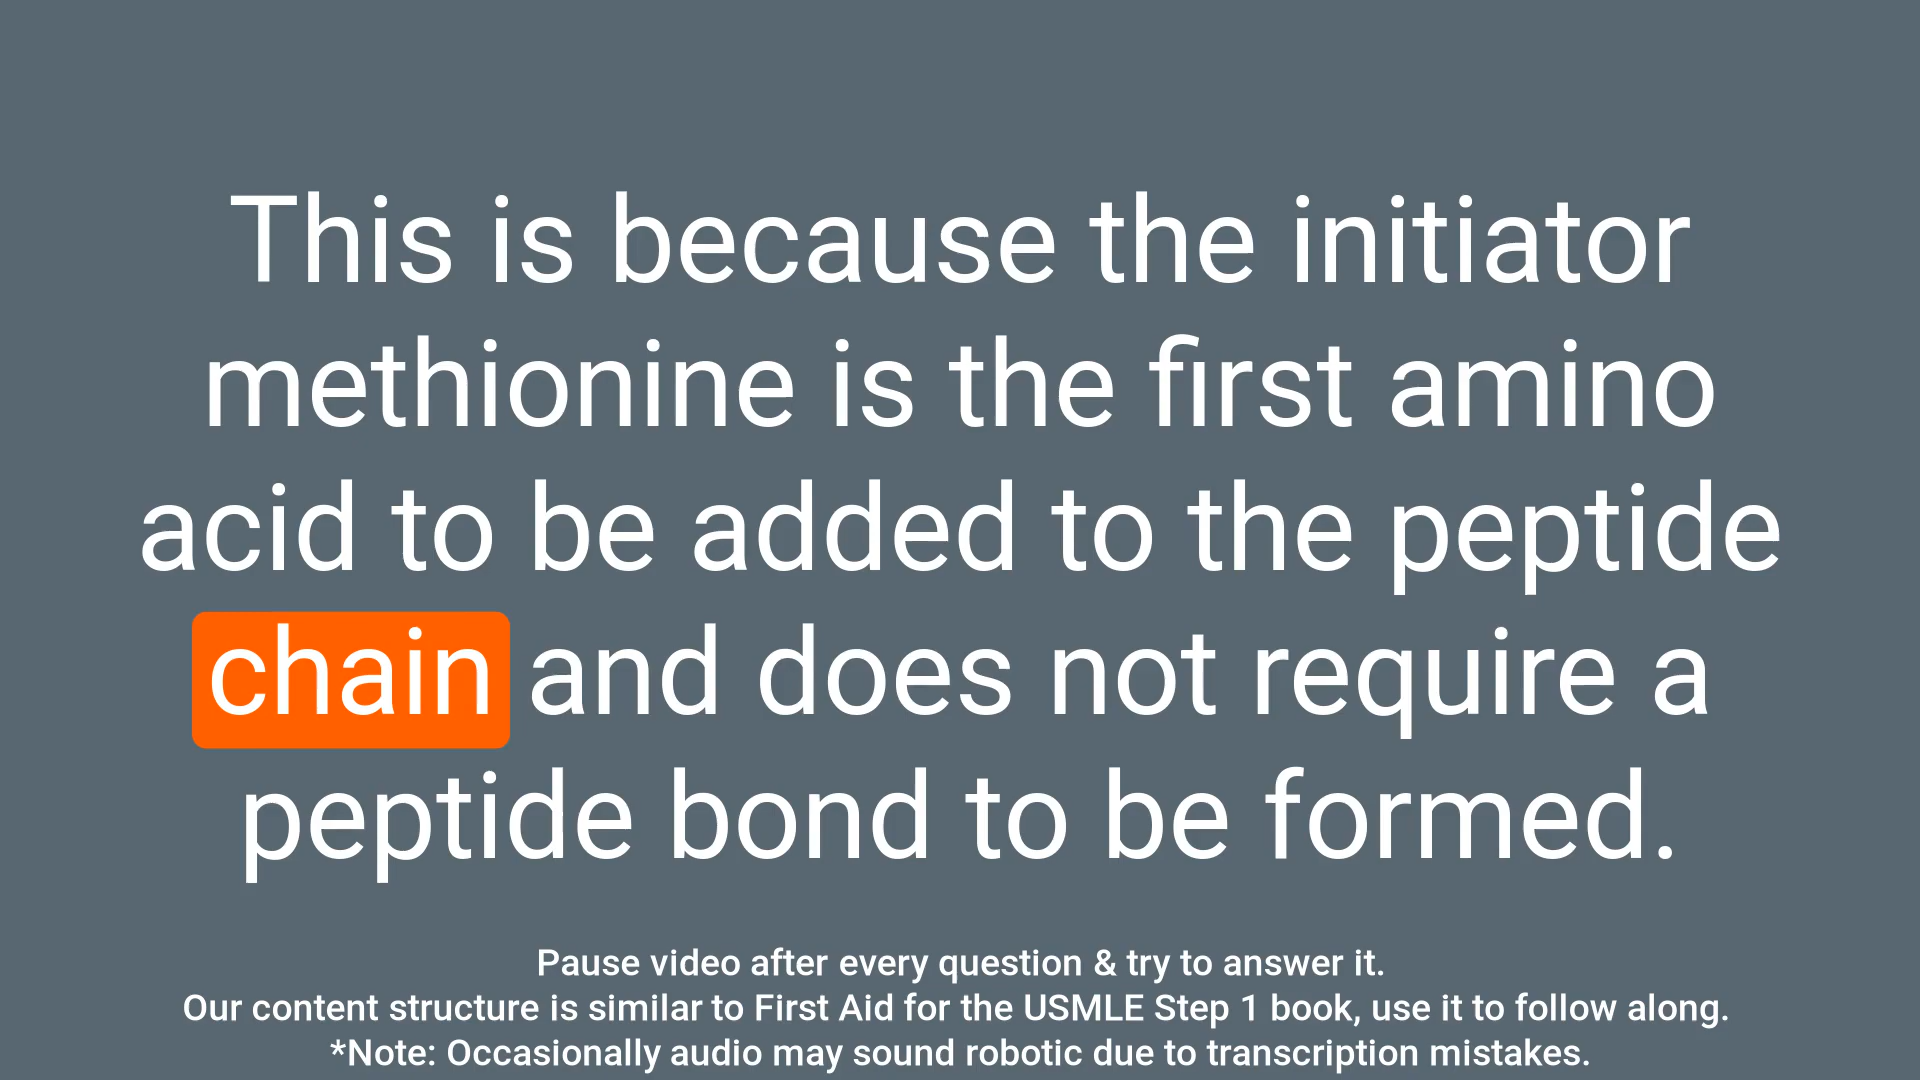 This is because the initiator
methionine is the first amino
acid to be added to the peptide
chain and does not require a
peptide bond to be formed.
Pause video after every question & try to answer it.
Our content structure is similar to First Aid for the USMLE Step 1 book, use it to follow along.
*Note: Occasionally audio may sound robotic due to transcription mistakes.